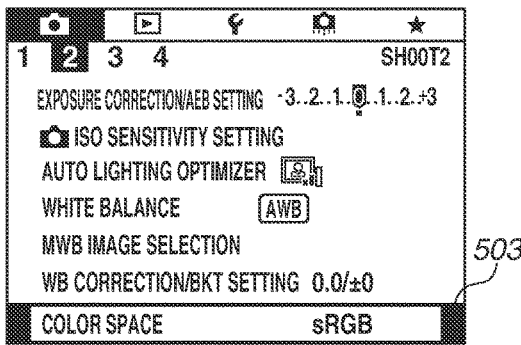 1 2 3 4 SH00T2
EXPOSURE CORRECTION/AEB SETTING -3..2..1..0..1..2..+3
ISO SENSITIVITY SETTING
AUTO LIGHTING OPTIMIZER
WHITE BALANCE AWB
MWB IMAGE SELECTION
WB CORRECTION/BKT SETTING 0.0/±0
503
COLOR SPACE sRGB